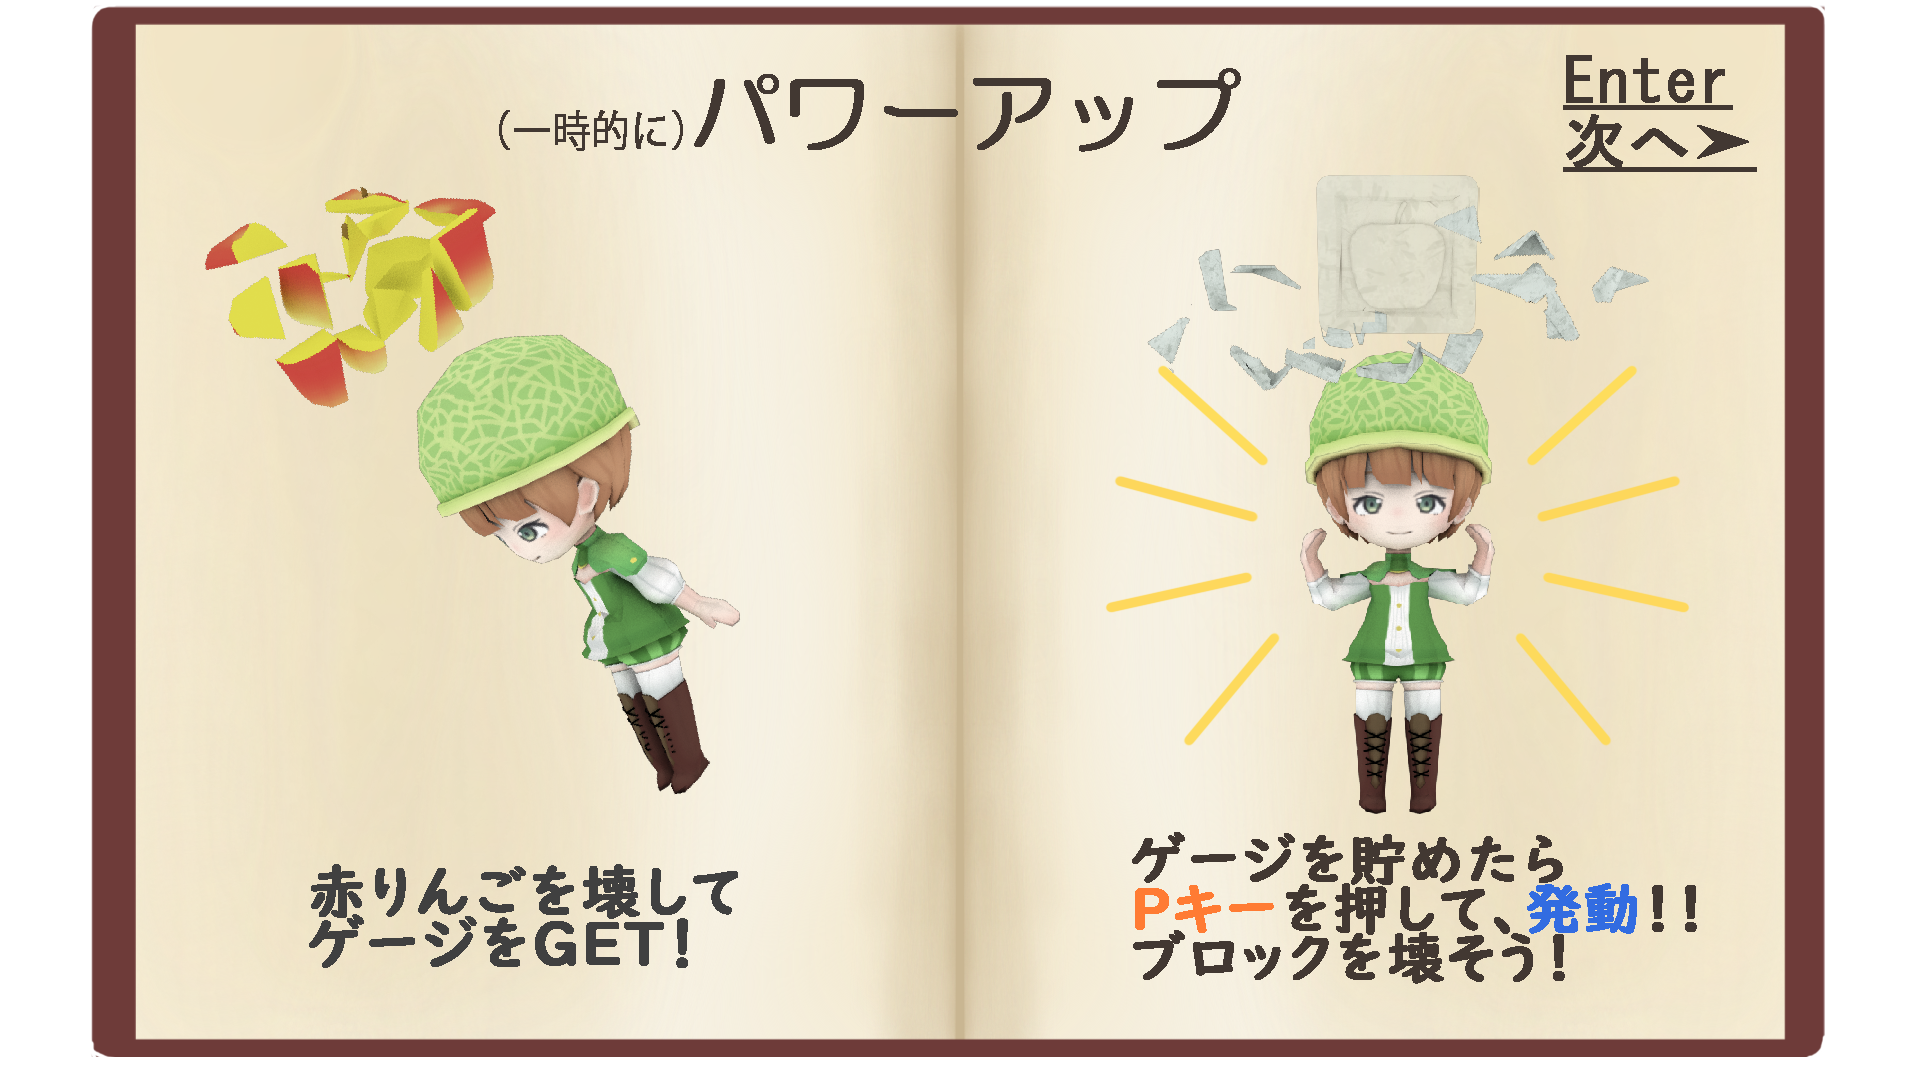 (一時的に)パワーアップ
Enter
次へ➤
赤りんごを壊して
ゲージをGET!
ゲージを貯めたら
Pキーを押して、発動!!
ブロックを壊そう!